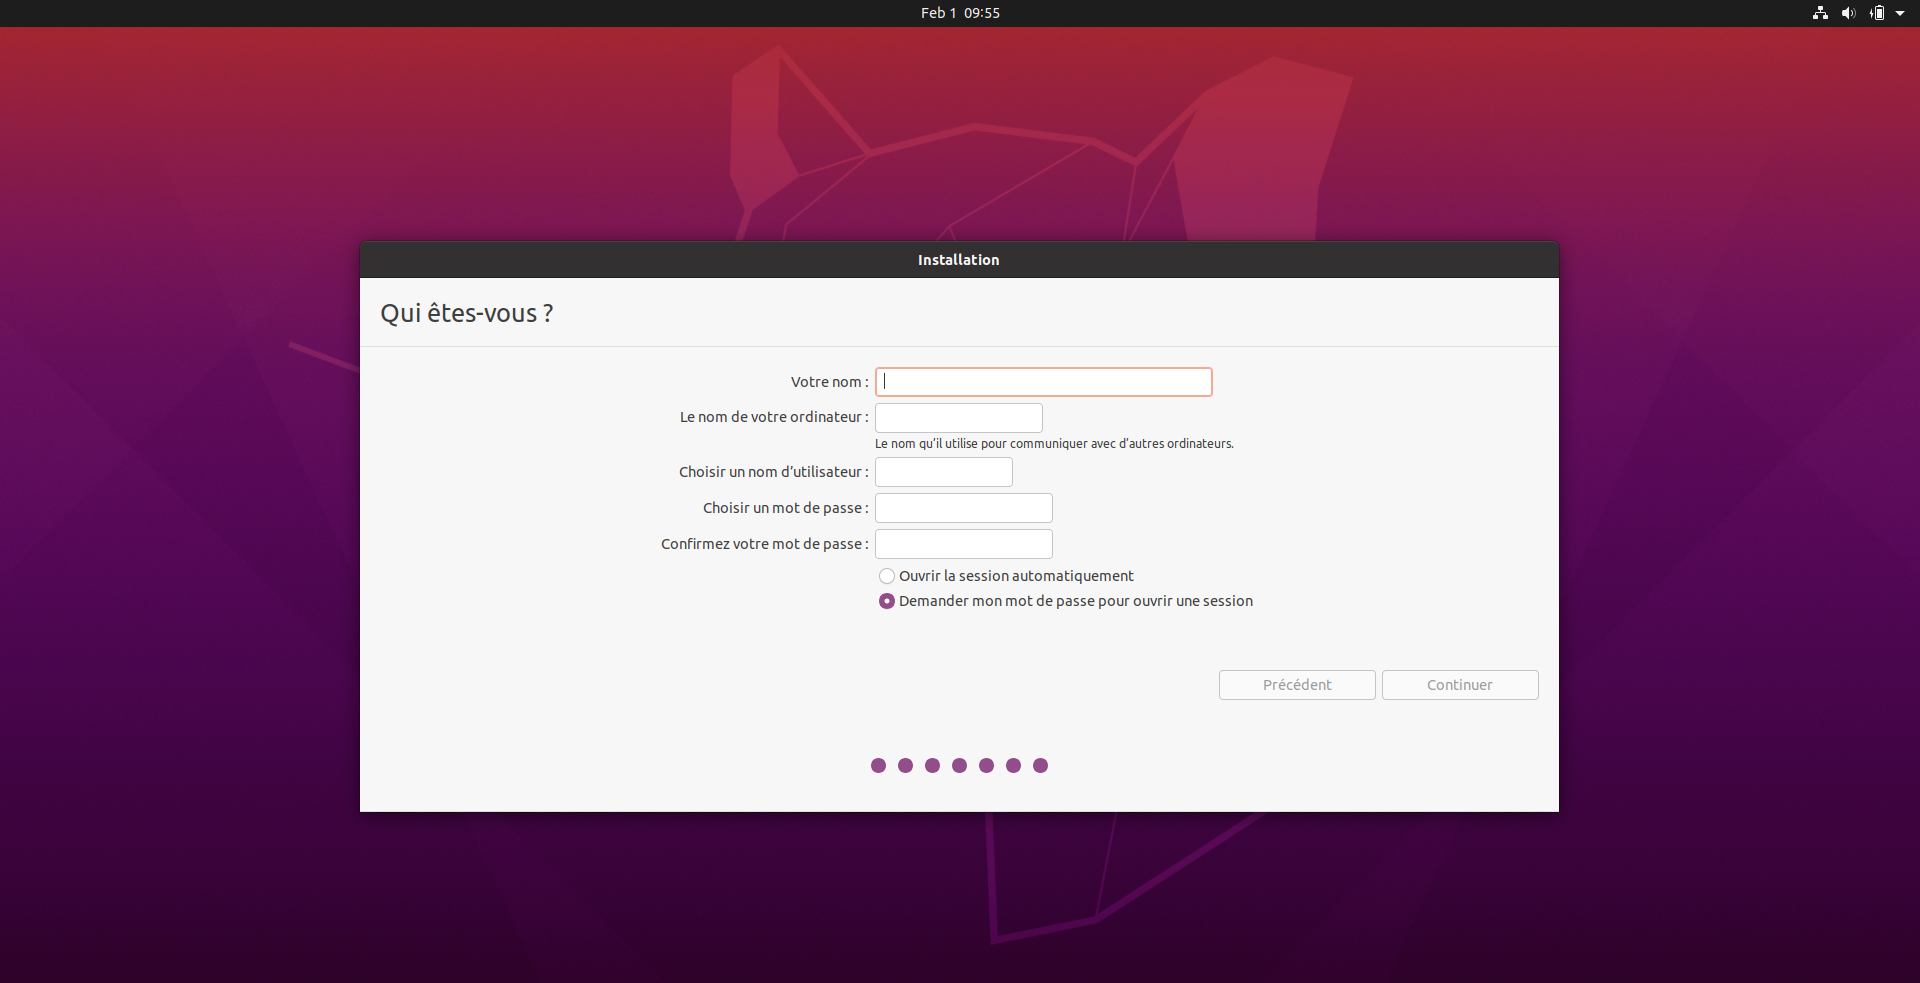 Feb 1 09:55
Installation
Qui êtes-vous ?
Votre nom :
Le nom de votre ordinateur :
Le nom qu’il utilise pour communiquer avec d’autres ordinateurs.
Choisir un nom d’utilisateur :
Choisir un mot de passe :
Confirmez votre mot de passe :
Ouvrir la session automatiquement
Demander mon mot de passe pour ouvrir une session
Précédent Continuer